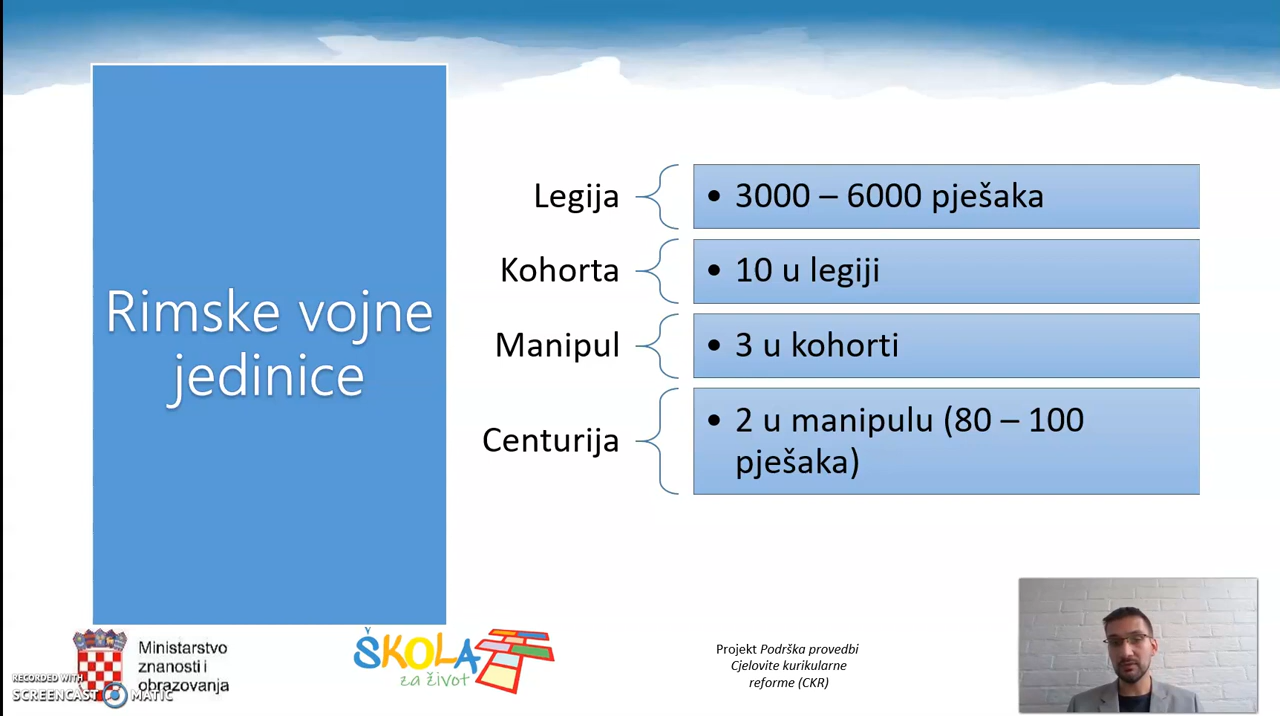 Rimske vojne
jedinice
Legija
• 3000 – 6000 pješaka
Kohorta
• 10 u legiji
Manipul
• 3 u kohorti
Centurija
• 2 u manipulu (80 – 100
pješaka)
Ministarstvo
znanosti i
obrazovanja
RECORDED WITH
SCREENCAST MATIC
ŠKOLA
za život
Projekt Podrška provedbi
Cjelovite kurikularne
reforme (CKR)